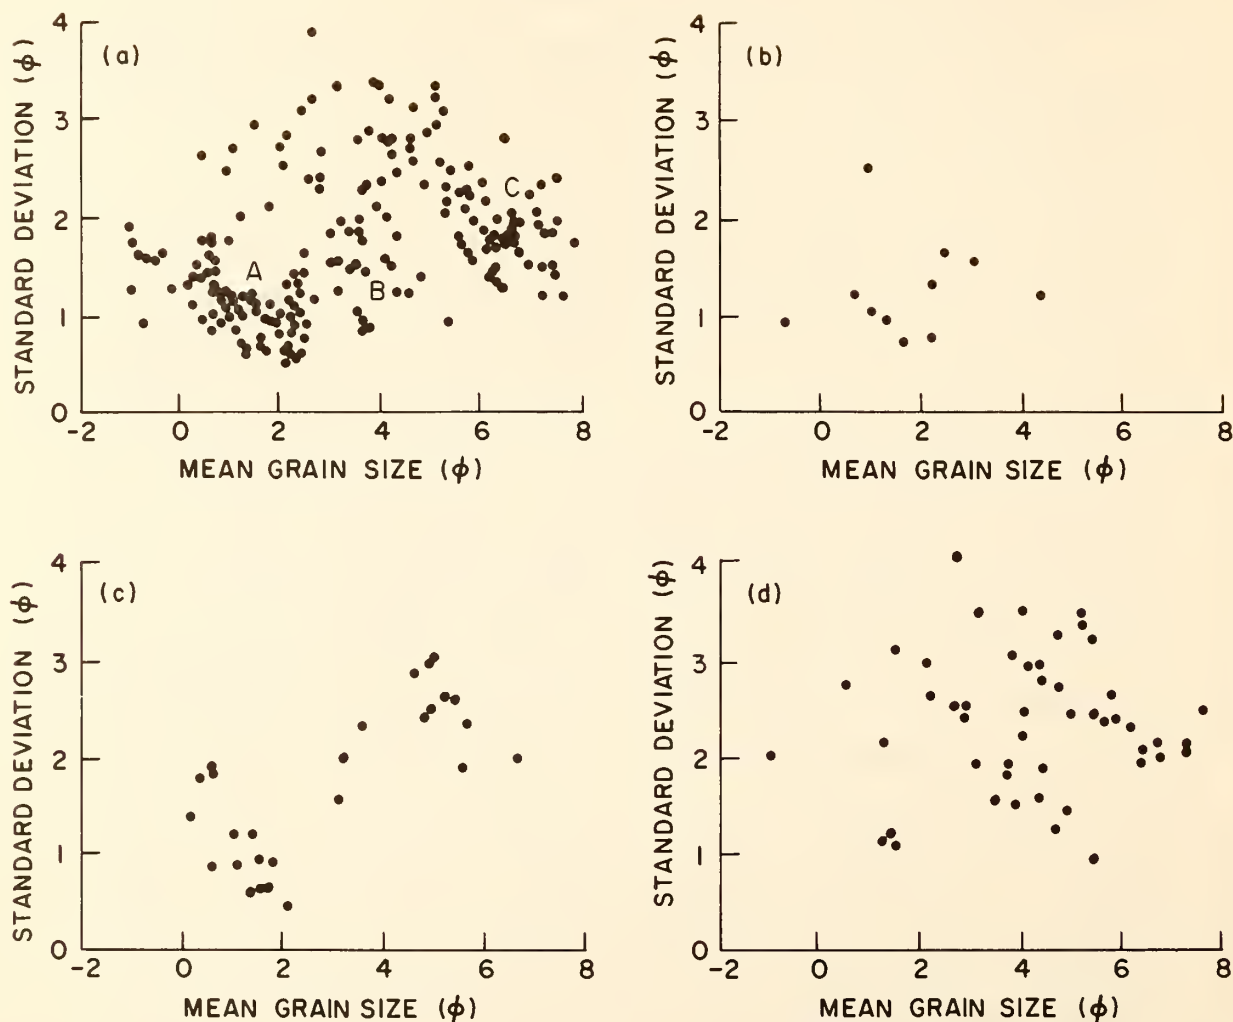 (a)
STANDARD DEVIATION (ϕ)
4
3
2
1
0
A
B
C
-2
0
2
4
6
8
MEAN GRAIN SIZE (ϕ)
(b)
STANDARD DEVIATION (ϕ)
4
3
2
1
0
-2
0
2
4
6
8
MEAN GRAIN SIZE (ϕ)
(c)
STANDARD DEVIATION (ϕ)
4
3
2
1
0
-2
0
2
4
6
8
MEAN GRAIN SIZE (ϕ)
(d)
STANDARD DEVIATION (ϕ)
4
3
2
1
0
-2
0
2
4
6
8
MEAN GRAIN SIZE (ϕ)